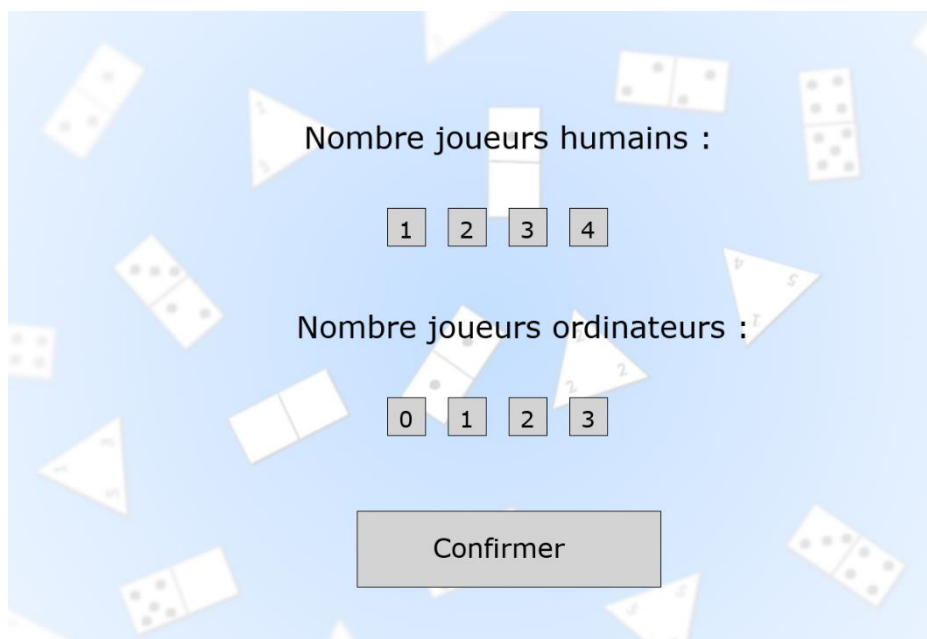 Nombre joueurs humains :
1 2 3 4
Nombre joueurs ordinateurs :
0 1 2 3
Confirmer